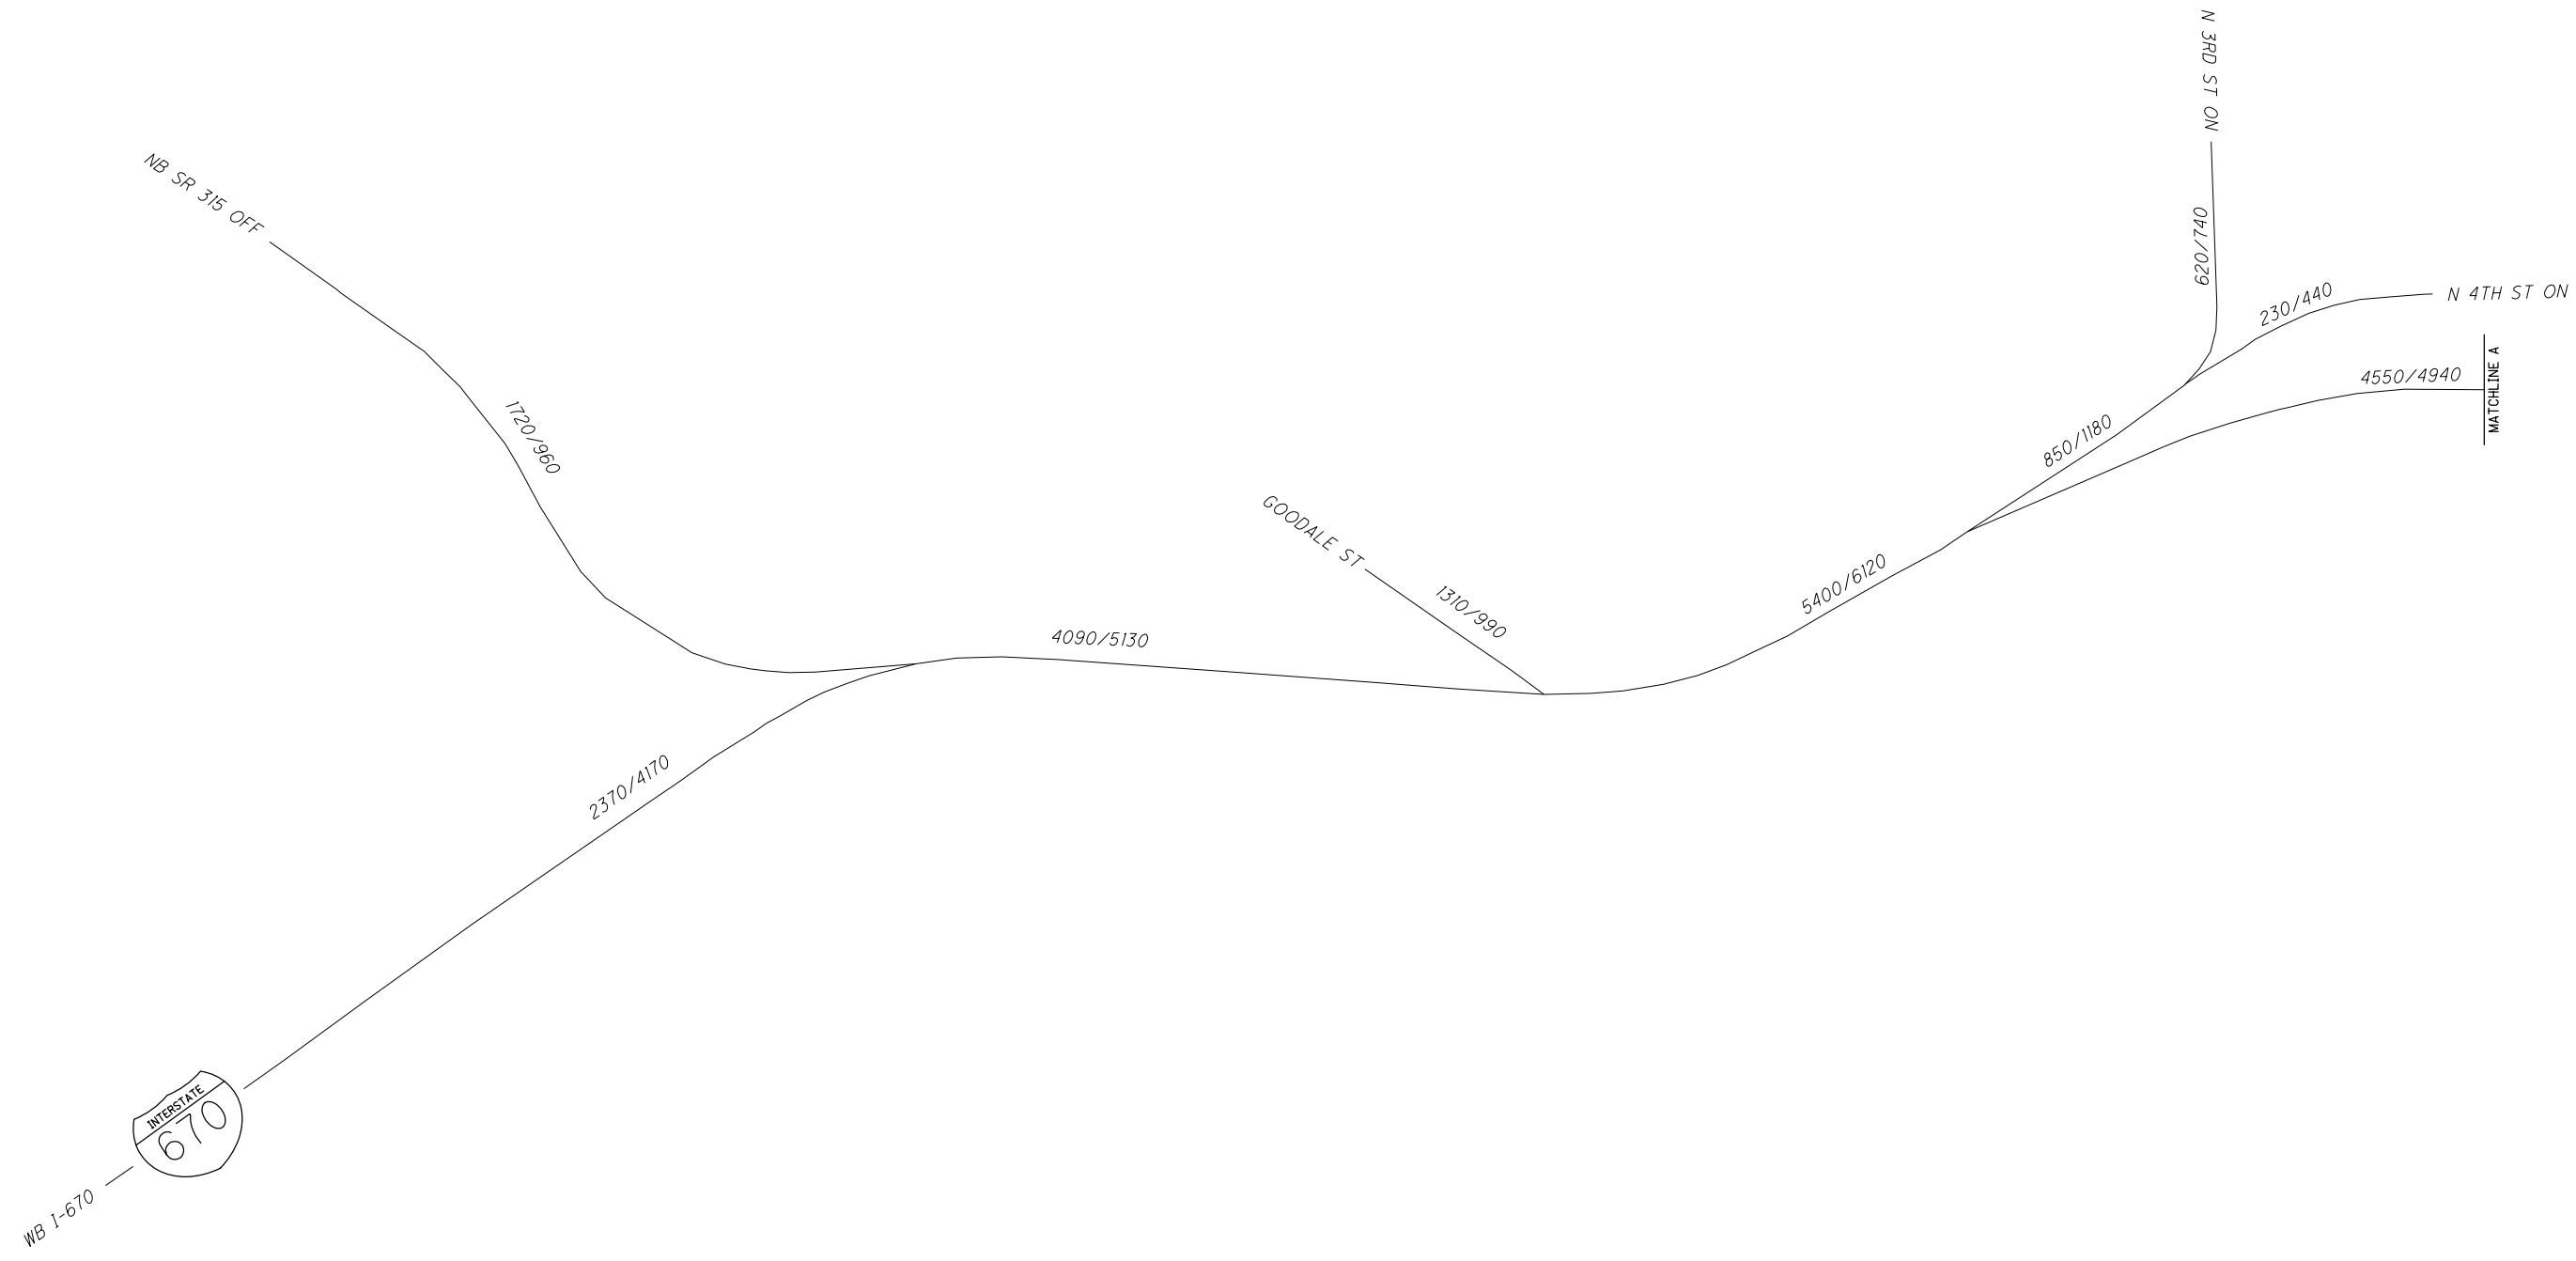 N 3RD ST ON
NB SR 315 OFF
620/740
230/440
N 4TH ST ON
4550/4940
MATCHLINE A
1720/960
850/1180
GOODALE ST
1310/990
5400/6120
4090/5130
2370/4170
INTERSTATE
670
WB I-670